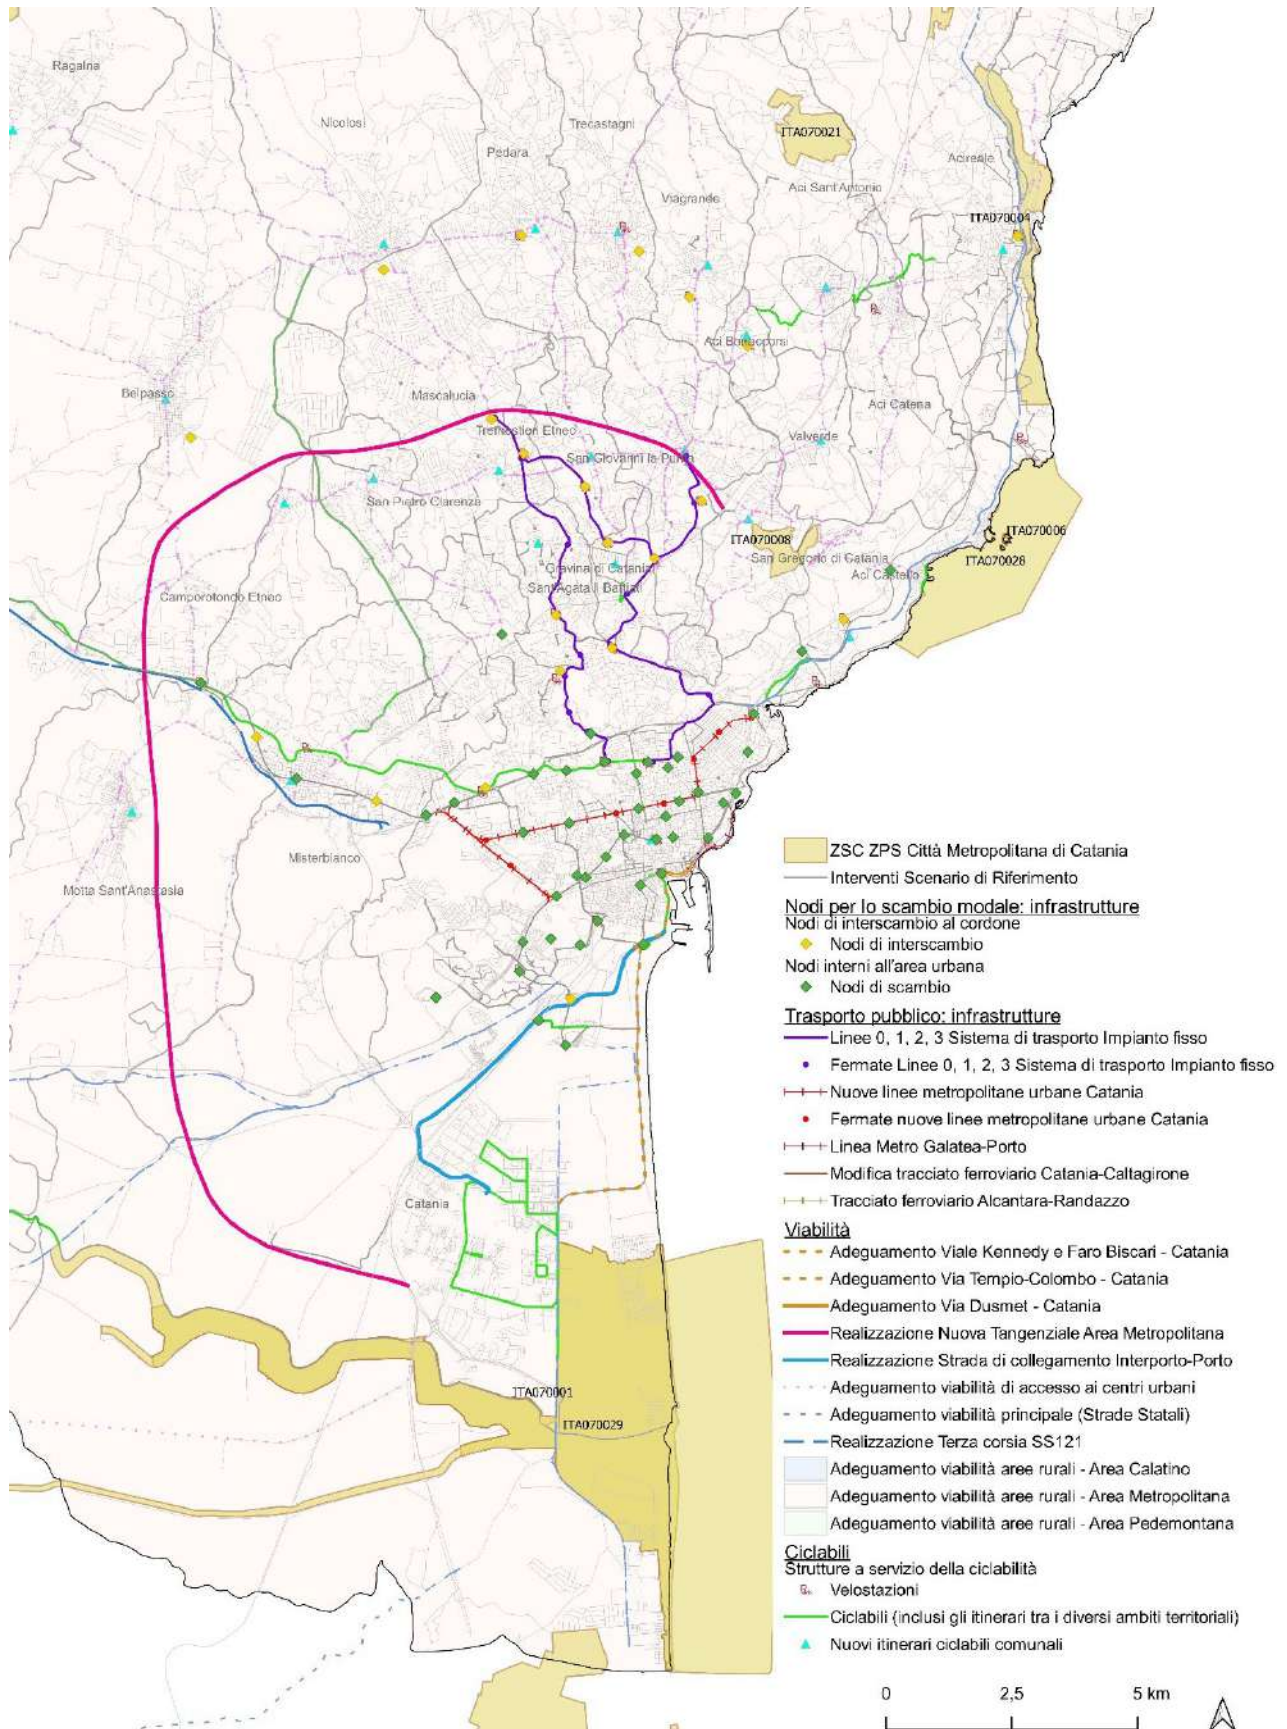 Ragalna
Nicolosi
Trecastagni
Pedara
ITA070021
Acireale
Aci Sant'Antonio
Viagrande
ITA070004
Aci Bonaccorsi
Belpasso
Mascalucia
Aci Catena
Tremestieri Etneo
Valverde
San Giovanni la Punta
San Pietro Clarenza
ITA070008
ITA070006
San Gregorio di Catania
ITA070028
Gravina di Catania
Aci Castello
Sant'Agata li Battiati
Camporotondo Etneo
Misterbianco
Motta Sant'Anastasia
Catania
ITA070001
ITA070029
ZSC ZPS Città Metropolitana di Catania
Interventi Scenario di Riferimento
Nodi per lo scambio modale: infrastrutture
Nodi di interscambio al cordone
Nodi di interscambio
Nodi interni all'area urbana
Nodi di scambio
Trasporto pubblico: infrastrutture
Linee 0, 1, 2, 3 Sistema di trasporto Impianto fisso
Fermate Linee 0, 1, 2, 3 Sistema di trasporto Impianto fisso
Nuove linee metropolitane urbane Catania
Fermate nuove linee metropolitane urbane Catania
Linea Metro Galatea-Porto
Modifica tracciato ferroviario Catania-Caltagirone
Tracciato ferroviario Alcantara-Randazzo
Viabilità
Adeguamento Viale Kennedy e Faro Biscari - Catania
Adeguamento Via Tempio-Colombo - Catania
Adeguamento Via Dusmet - Catania
Realizzazione Nuova Tangenziale Area Metropolitana
Realizzazione Strada di collegamento Interporto-Porto
Adeguamento viabilità di accesso ai centri urbani
Adeguamento viabilità principale (Strade Statali)
Realizzazione Terza corsia SS121
Adeguamento viabilità aree rurali - Area Calatino
Adeguamento viabilità aree rurali - Area Metropolitana
Adeguamento viabilità aree rurali - Area Pedemontana
Ciclabili
Strutture a servizio della ciclabilità
Velostazioni
Ciclabili (inclusi gli itinerari tra i diversi ambiti territoriali)
Nuovi itinerari ciclabili comunali
0 2,5 5 km